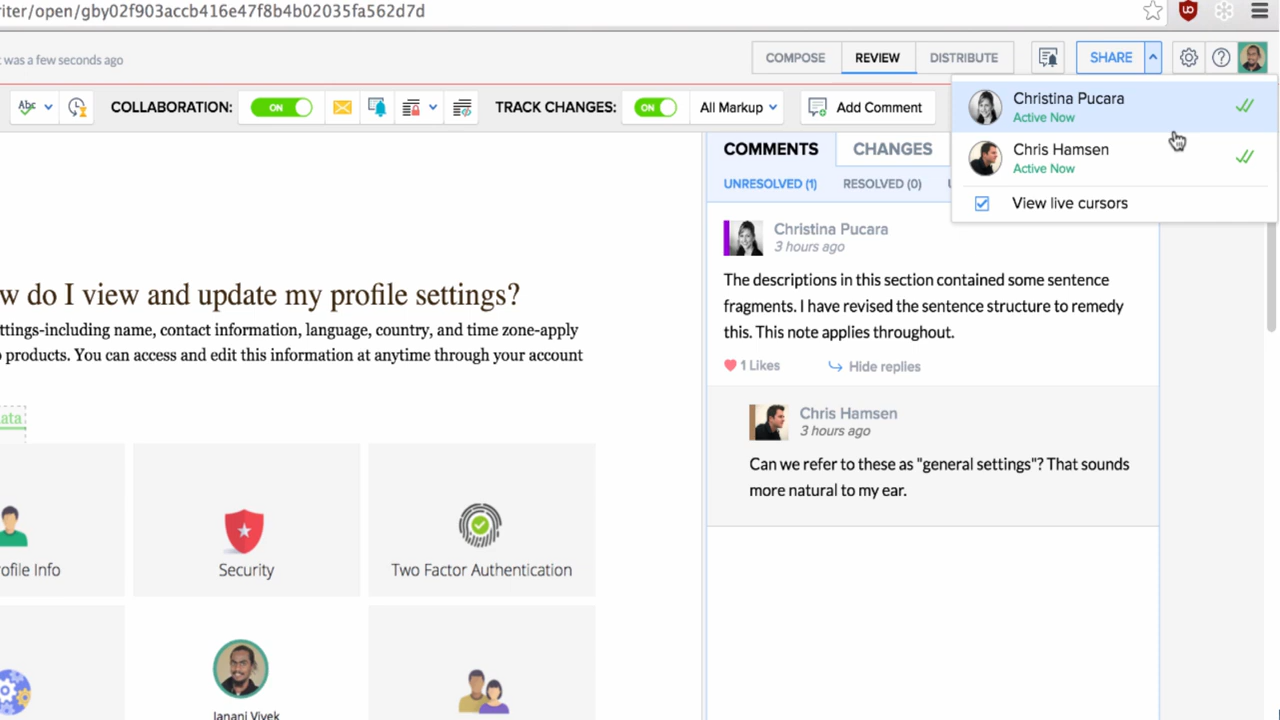 riter/open/gby02f903accb416e47f8b4b02035fa562d7d
was a few seconds ago
COMPOSE
REVIEW
DISTRIBUTE
SHARE
Abc
COLLABORATION:
ON
TRACK CHANGES:
ON
All Markup
Add Comment
Christina Pucara
Active Now
Chris Hamsen
Active Now
View live cursors
COMMENTS
CHANGES
UNRESOLVED (1)
RESOLVED (0)
Christina Pucara
3 hours ago
The descriptions in this section contained some sentence
fragments. I have revised the sentence structure to remedy
this. This note applies throughout.
1 Likes
Hide replies
Chris Hamsen
3 hours ago
Can we refer to these as "general settings"? That sounds
more natural to my ear.
w do I view and update my profile settings?
ttings-including name, contact information, language, country, and time zone-apply
products. You can access and edit this information at anytime through your account
ata
ofile Info
Security
Two Factor Authentication
Janani Vivek